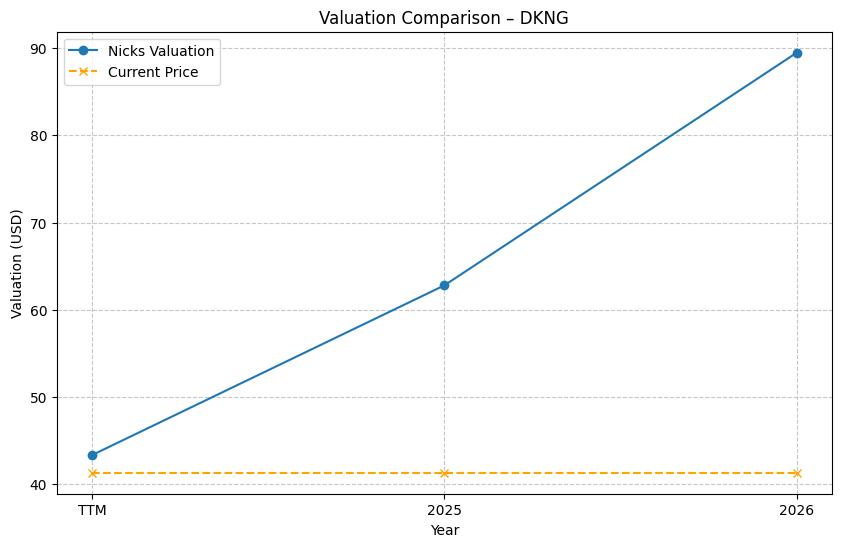 Valuation Comparison – DKNG
Nicks Valuation
Current Price
Valuation (USD)
90
80
70
60
50
40
TTM
2025
2026
Year